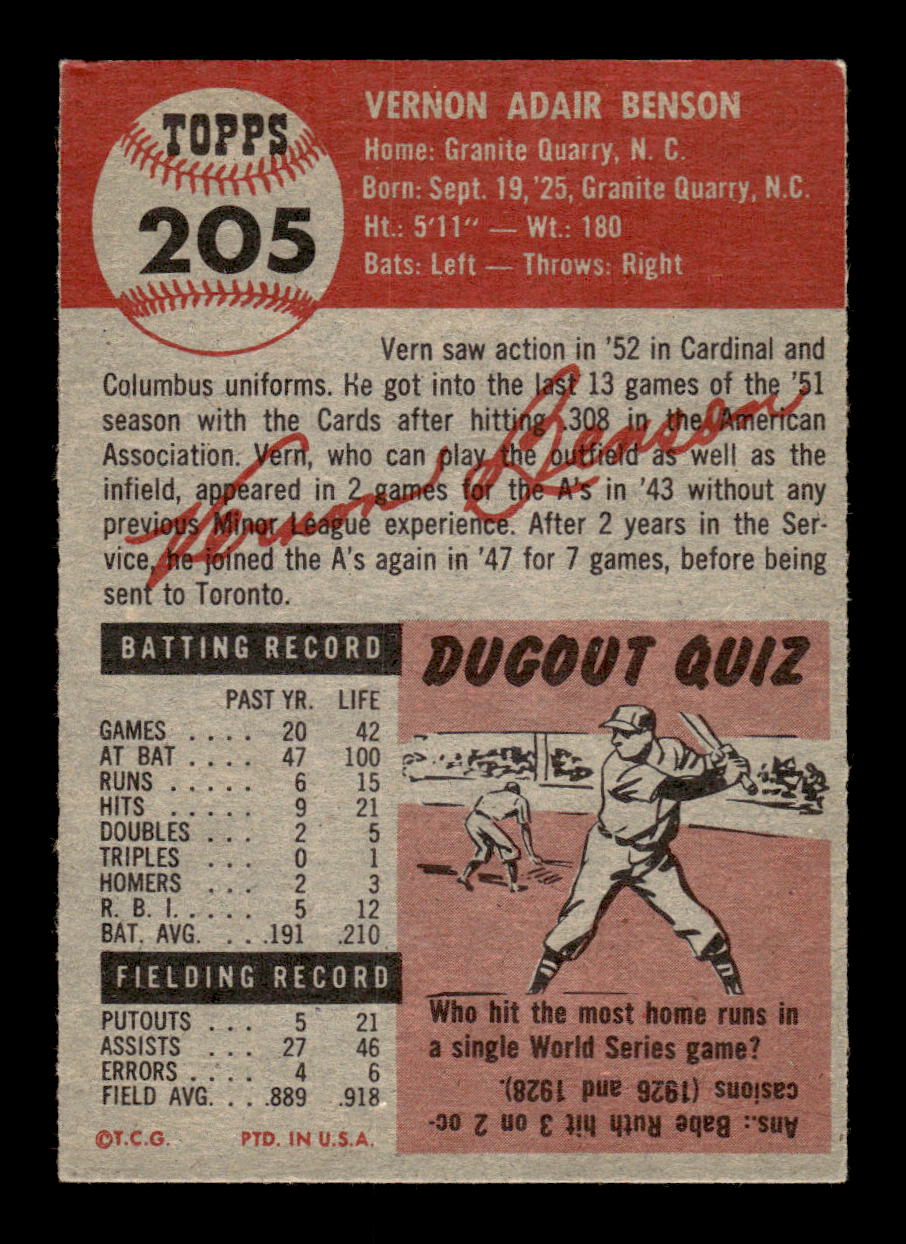 TOPPS
205
VERNON ADAIR BENSON
Home: Granite Quarry, N. C.
Born: Sept. 19, '25, Granite Quarry, N.C.
Ht.: 5'11" — Wt.: 180
Bats: Left — Throws: Right
Vern saw action in '52 in Cardinal and
Columbus uniforms. He got into the last 13 games of the '51
season with the Cards after hitting .308 in the American
Association. Vern, who can play the outfield as well as the
infield, appeared in 2 games for the A's in '43 without any
previous Minor League experience. After 2 years in the Ser-
vice, he joined the A's again in '47 for 7 games, before being
sent to Toronto.
Vernon Benson
BATTING RECORD
PAST YR. LIFE
GAMES .... 20 42
AT BAT .... 47 100
RUNS ..... 6 15
HITS ..... 9 21
DOUBLES ... 2 5
TRIPLES ... 0 1
HOMERS ... 2 3
R. B. I. .... 5 12
BAT. AVG. ...191 .210
FIELDING RECORD
PUTOUTS ... 5 21
ASSISTS ... 27 46
ERRORS .... 4 6
FIELD AVG. ...889 .918
©T.C.G. PTD. IN U.S.A.
DUGOUT QUIZ
Who hit the most home runs in
a single World Series game?
Ans.: Babe Ruth hit 3 on 2 oc-
casions (1926 and 1928).